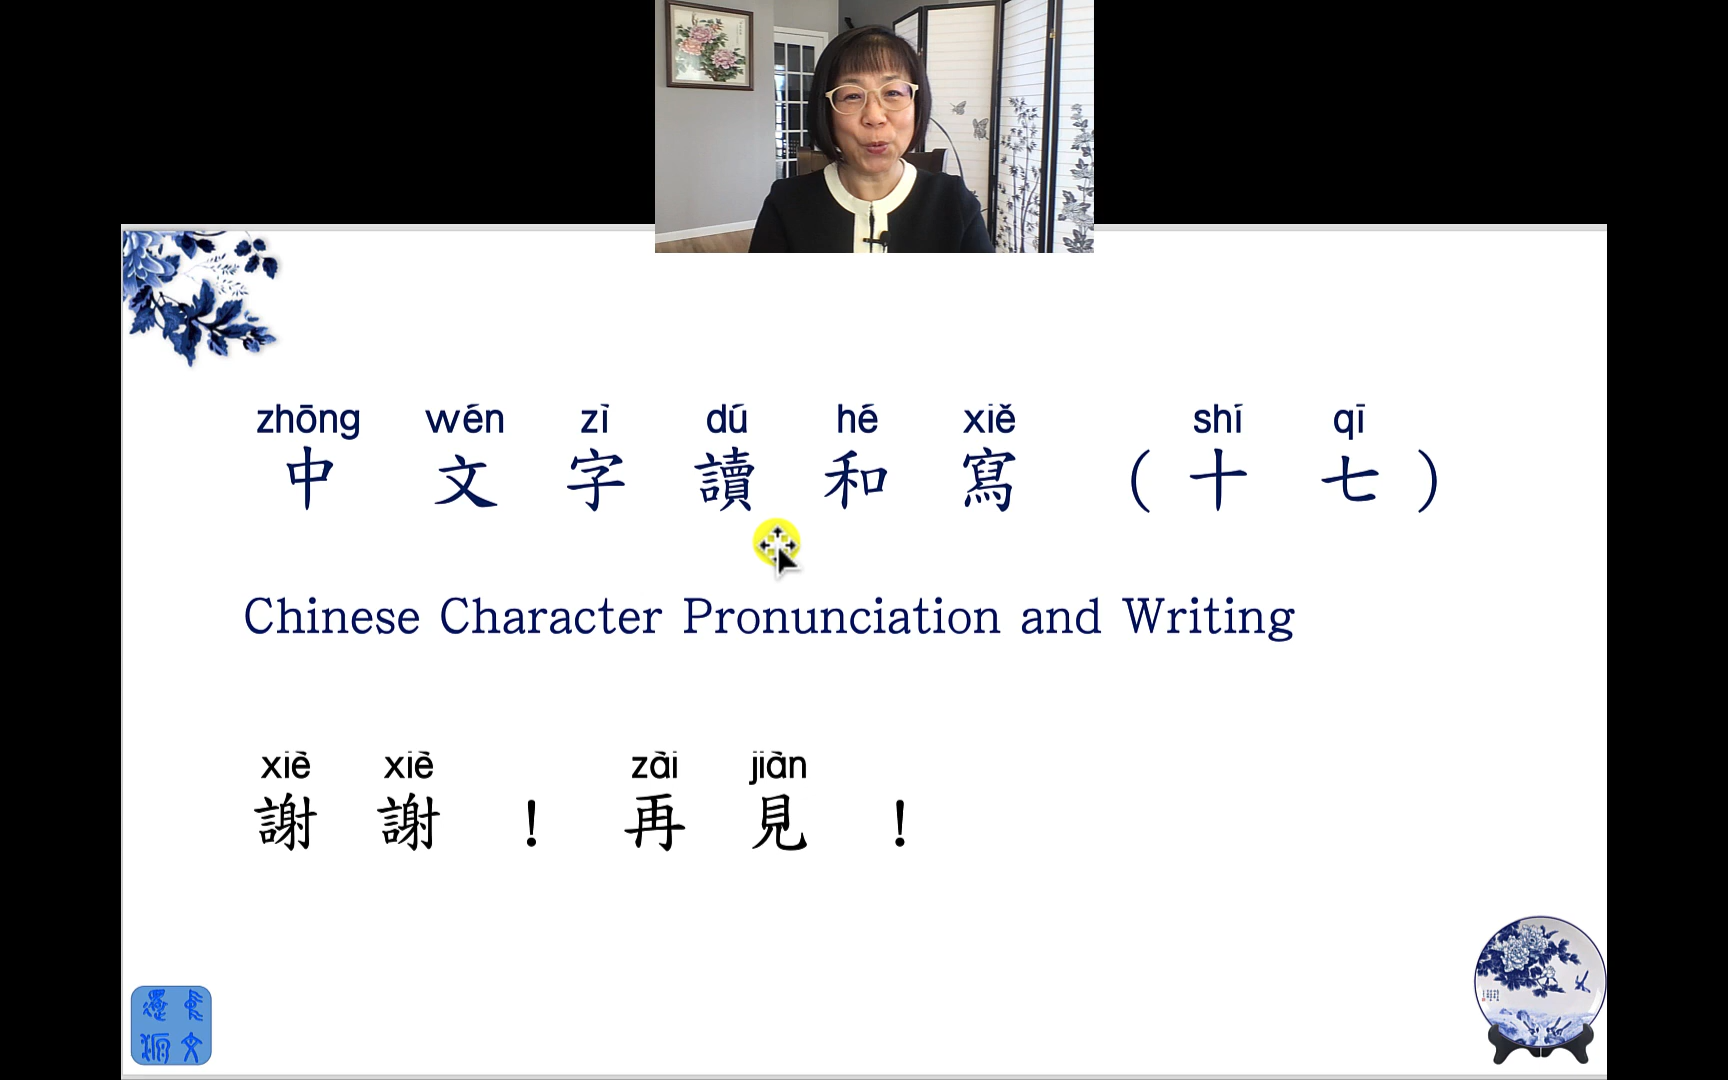 zhōng wén zì dú hé xiě shí qī
中 文 字 讀 和 寫 ( 十 七 )
Chinese Character Pronunciation and Writing
xiè xiè zài jiàn
謝 謝 ! 再 見 !